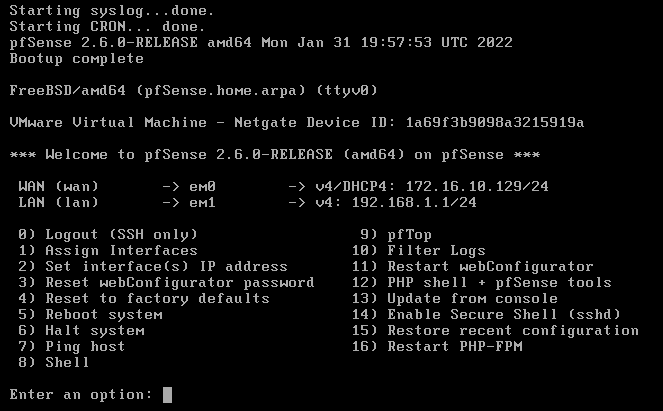 Starting syslog...done.
Starting CRON... done.
pfSense 2.6.0-RELEASE amd64 Mon Jan 31 19:57:53 UTC 2022
Bootup complete
FreeBSD/amd64 (pfSense.home.arpa) (ttyv0)
VMware Virtual Machine - Netgate Device ID: 1a69f3b9098a3215919a
*** Welcome to pfSense 2.6.0-RELEASE (amd64) on pfSense ***
WAN (wan) -> em0 -> v4/DHCP4: 172.16.10.129/24
LAN (lan) -> em1 -> v4: 192.168.1.1/24
0) Logout (SSH only) 9) pfTop
1) Assign Interfaces 10) Filter Logs
2) Set interface(s) IP address 11) Restart webConfigurator
3) Reset webConfigurator password 12) PHP shell + pfSense tools
4) Reset to factory defaults 13) Update from console
5) Reboot system 14) Enable Secure Shell (sshd)
6) Halt system 15) Restore recent configuration
7) Ping host 16) Restart PHP-FPM
8) Shell
Enter an option: